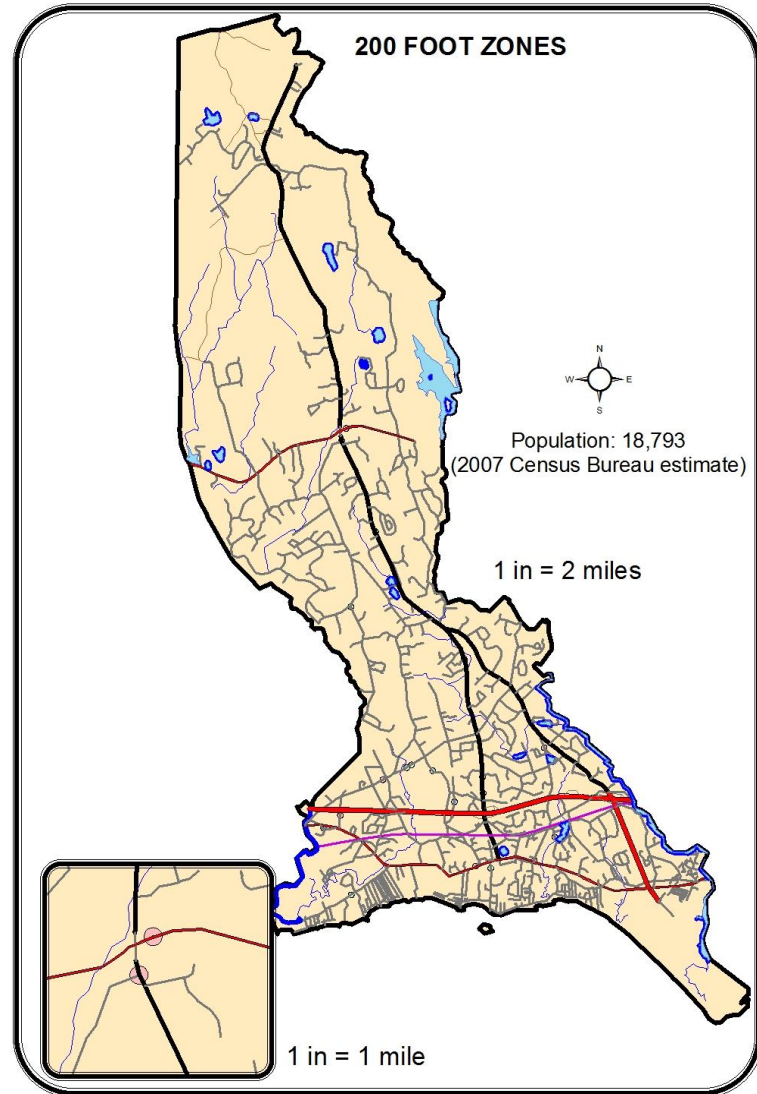 200 FOOT ZONES
N
W E
S
Population: 18,793
(2007 Census Bureau estimate)
1 in = 2 miles
1 in = 1 mile